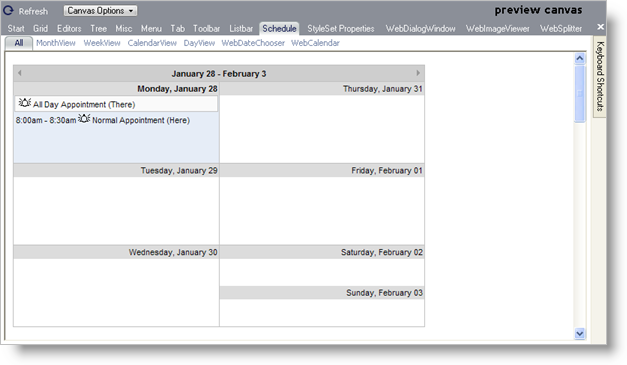 Refresh Canvas Options preview canvas
Start Grid Editors Tree Misc Menu Tab Toolbar Listbar Schedule StyleSet Properties WebDialogWindow WebImageViewer WebSplitter
All MonthView WeekView CalendarView DayView WebDateChooser WebCalendar
Keyboard Shortcuts
January 28 - February 3
Monday, January 28
All Day Appointment (There)
8:00am - 8:30am Normal Appointment (Here)
Tuesday, January 29
Wednesday, January 30
Thursday, January 31
Friday, February 01
Saturday, February 02
Sunday, February 03